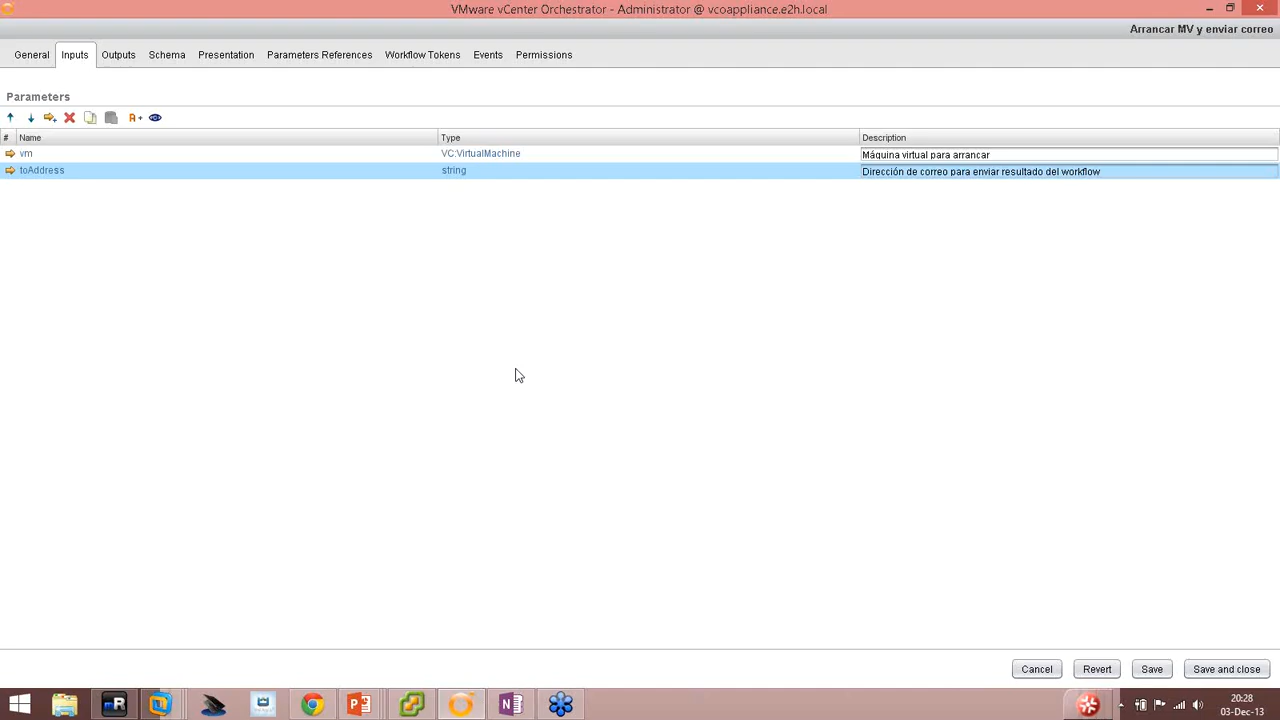 VMware vCenter Orchestrator - Administrator @ vcoappliance.e2h.local
Arrancar MV y enviar correo
General Inputs Outputs Schema Presentation Parameters References Workflow Tokens Events Permissions
Parameters
# Name Type Description
vm VC:VirtualMachine Máquina virtual para arrancar
toAddress string Dirección de correo para enviar resultado del workflow
Cancel Revert Save Save and close
20:28
03-Dec-13